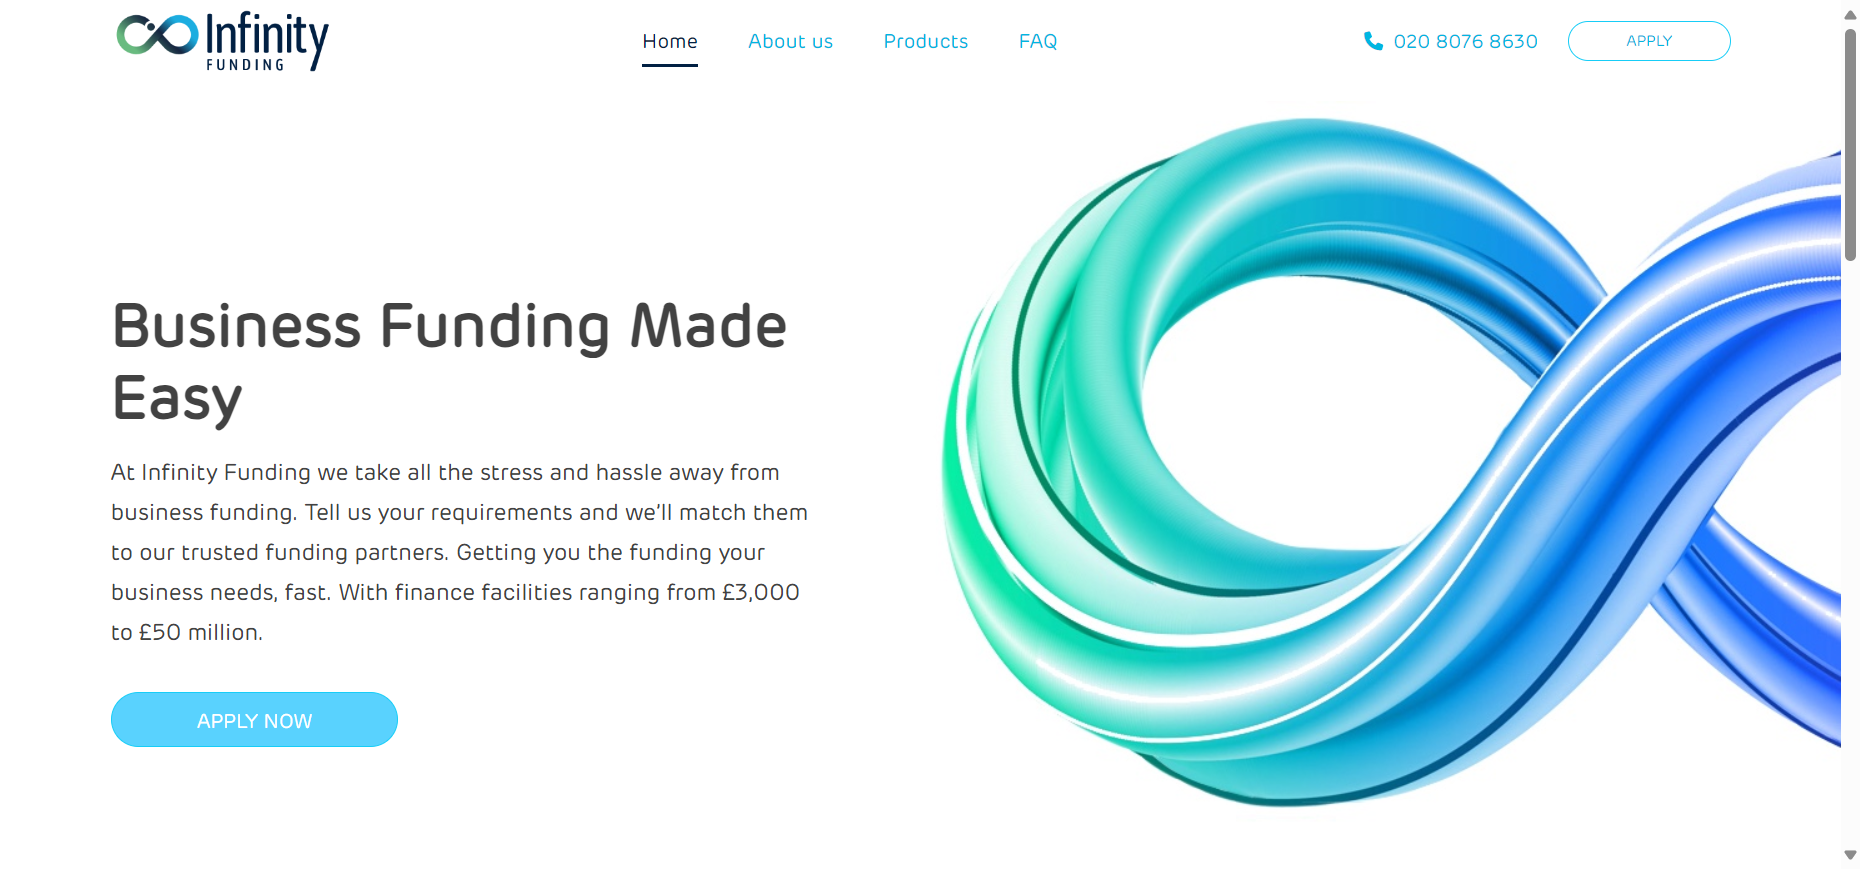 Infinity
FUNDING
Home
About us
Products
FAQ
020 8076 8630
APPLY
Business Funding Made
Easy
At Infinity Funding we take all the stress and hassle away from
business funding. Tell us your requirements and we'll match them
to our trusted funding partners. Getting you the funding your
business needs, fast. With finance facilities ranging from £3,000
to £50 million.
APPLY NOW